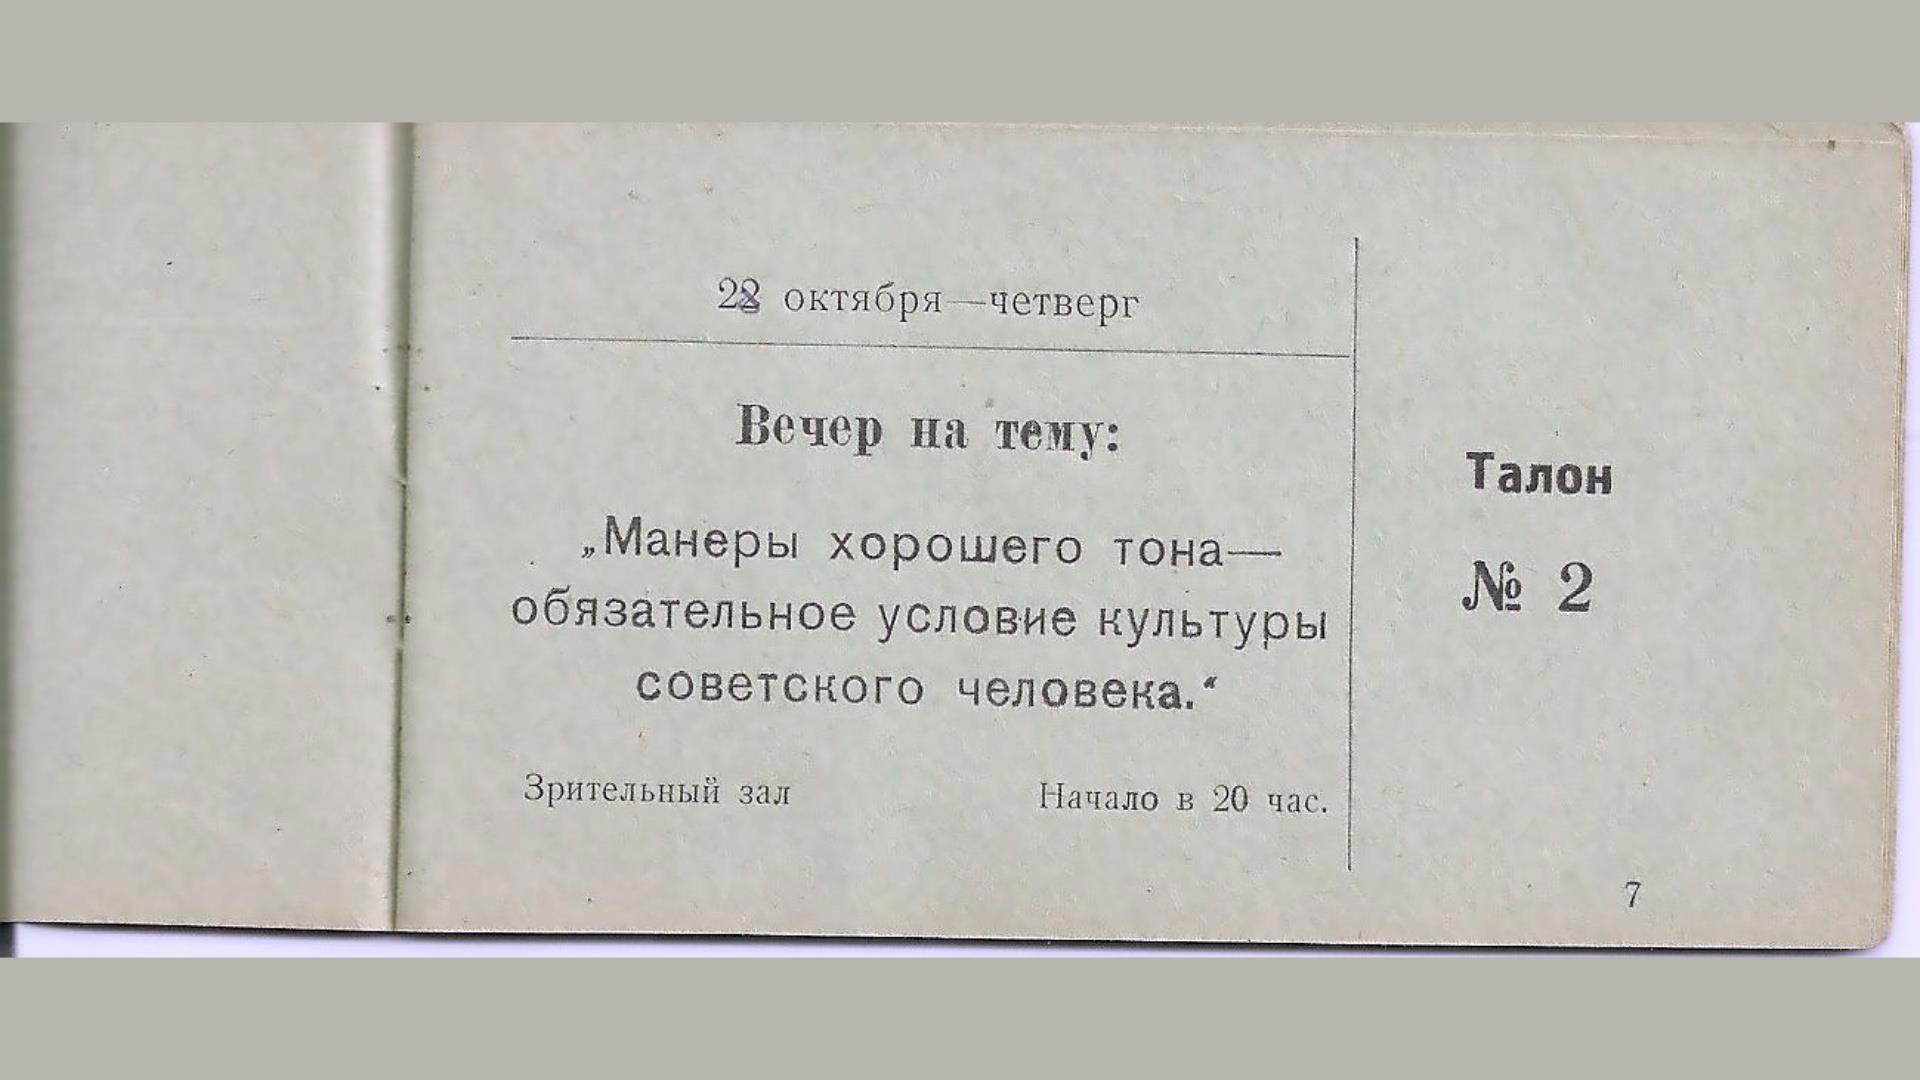 22 октября—четверг
Вечер на тему:
„Манеры хорошего тона—
обязательное условие культуры
советского человека.“
Зрительный зал Начало в 20 час.
Талон
№ 2
7